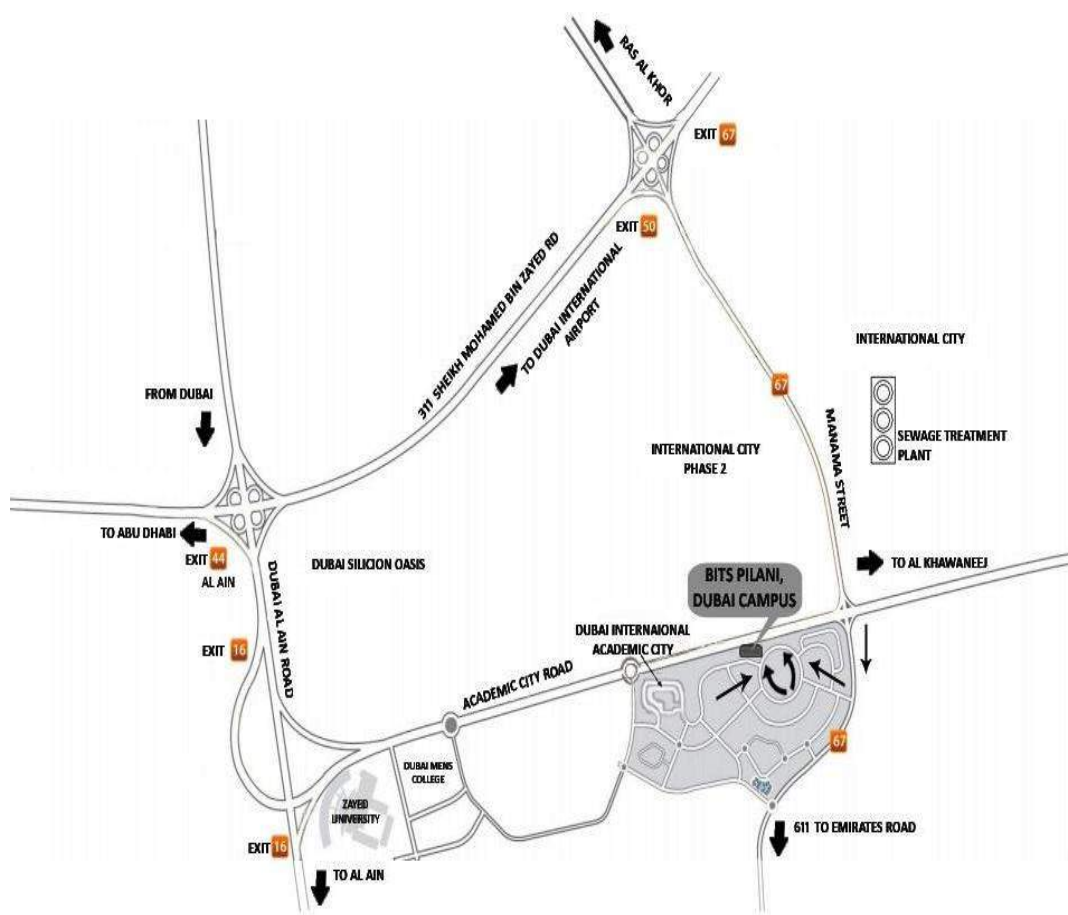 RAS AL KHOR
EXIT 67
EXIT 50
311 SHEIKH MOHAMED BIN ZAYED RD
TO DUBAI INTERNATIONAL
AIRPORT
INTERNATIONAL CITY
67
FROM DUBAI
MANAMA STREET
SEWAGE TREATMENT
PLANT
INTERNATIONAL CITY
PHASE 2
TO ABU DHABI
EXIT 44
AL AIN
DUBAI SILICION OASIS
TO AL KHAWANEEJ
BITS PILANI,
DUBAI CAMPUS
DUBAI AL AIN ROAD
DUBAI INTERNAIONAL
ACADEMIC CITY
EXIT 16
ACADEMIC CITY ROAD
67
DUBAI MENS
COLLEGE
ZAYED
UNIVERSITY
611 TO EMIRATES ROAD
EXIT 16
TO AL AIN